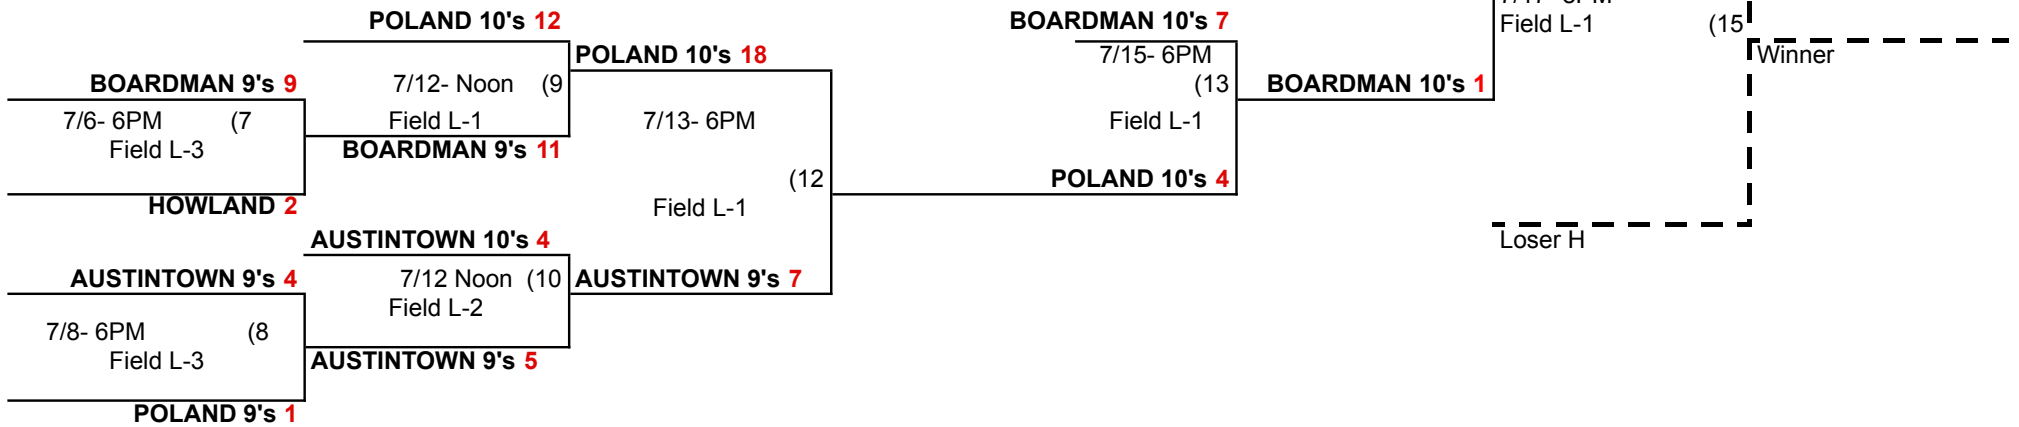 POLAND 10's 12
BOARDMAN 9's 9
7/12- Noon (9
Field L-1
7/6- 6PM (7
Field L-3
BOARDMAN 9's 11
HOWLAND 2
POLAND 10's 18
7/13- 6PM
(12
Field L-1
AUSTINTOWN 10's 4
AUSTINTOWN 9's 4
7/12 Noon (10
Field L-2
AUSTINTOWN 9's 7
7/8- 6PM (8
Field L-3
AUSTINTOWN 9's 5
POLAND 9's 1
BOARDMAN 10's 7
7/15- 6PM
(13
Field L-1
POLAND 10's 4
BOARDMAN 10's 1
Field L-1 (15
Winner
Loser H